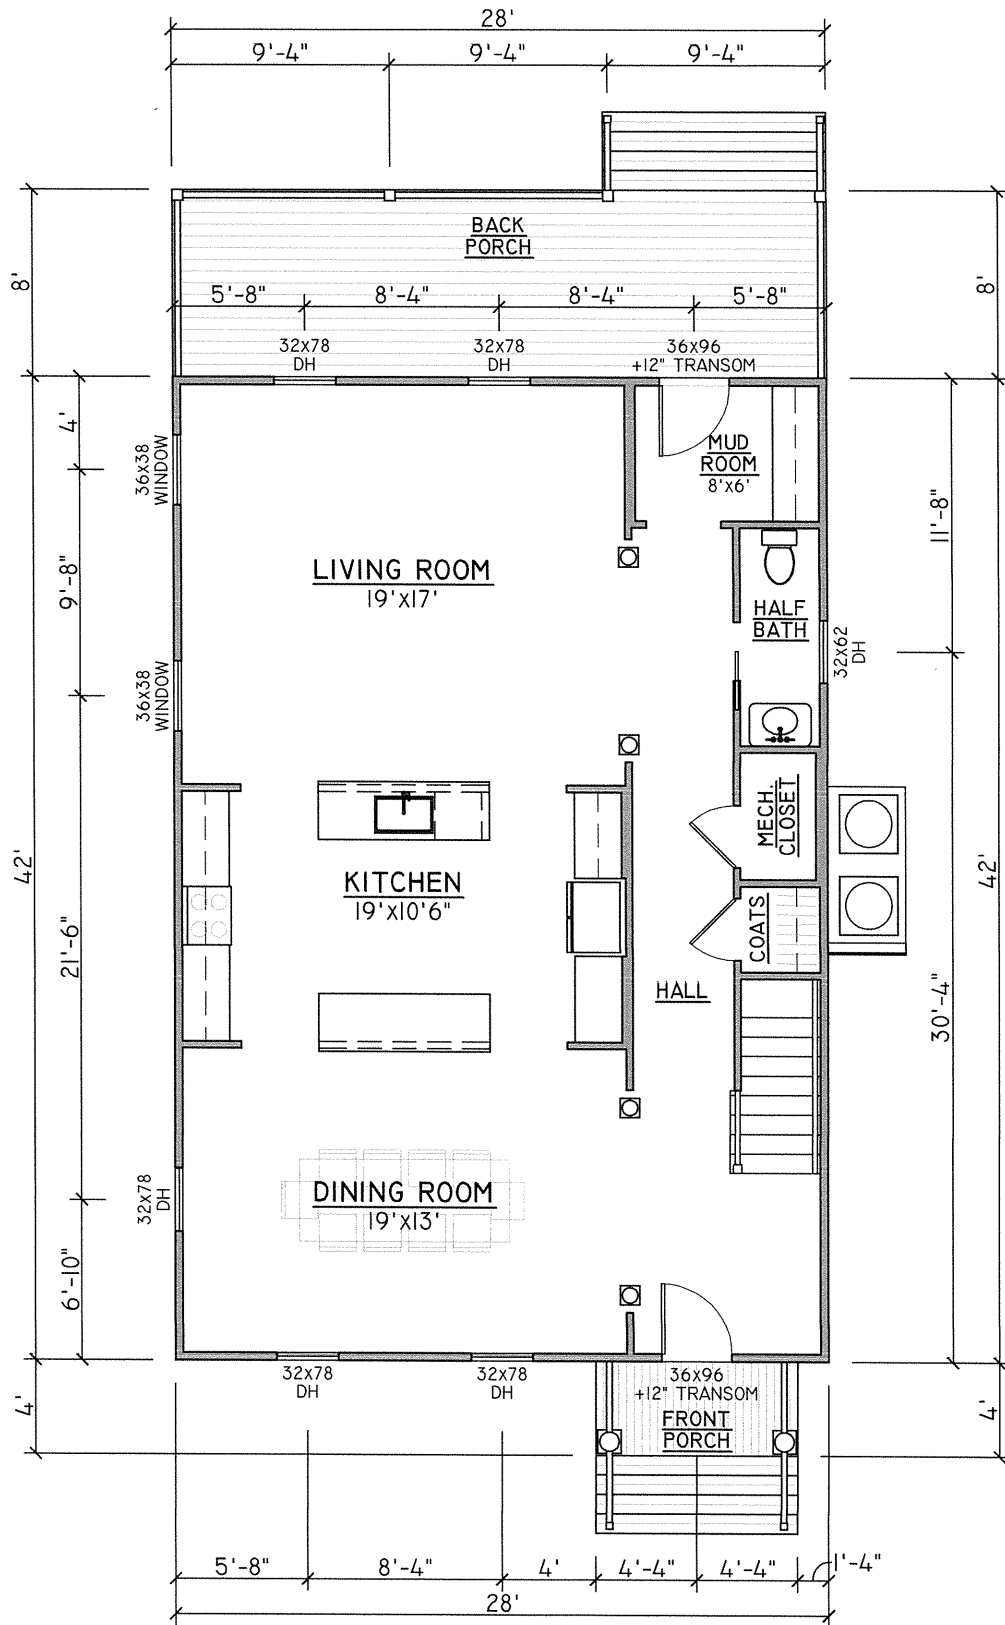 28'
9'-4" 9'-4" 9'-4"
BACK
PORCH
8'
8'
5'-8" 8'-4" 8'-4" 5'-8"
32x78
DH
32x78
DH
36x96
+12" TRANSOM
4'
36x38
WINDOW
MUD
ROOM
8'x6'
11'-8"
9'-8"
LIVING ROOM
19'x17'
HALF
BATH
32x62
DH
36x38
WINDOW
MECH.
CLOSET
42'
42'
KITCHEN
19'x10'6"
COATS
21'-6"
HALL
30'-4"
32x78
DH
DINING ROOM
19'x13'
6'-10"
32x78
DH
32x78
DH
36x96
+12" TRANSOM
FRONT
PORCH
4'
4'
5'-8" 8'-4" 4' 4'-4" 4'-4" 1'-4"
28'